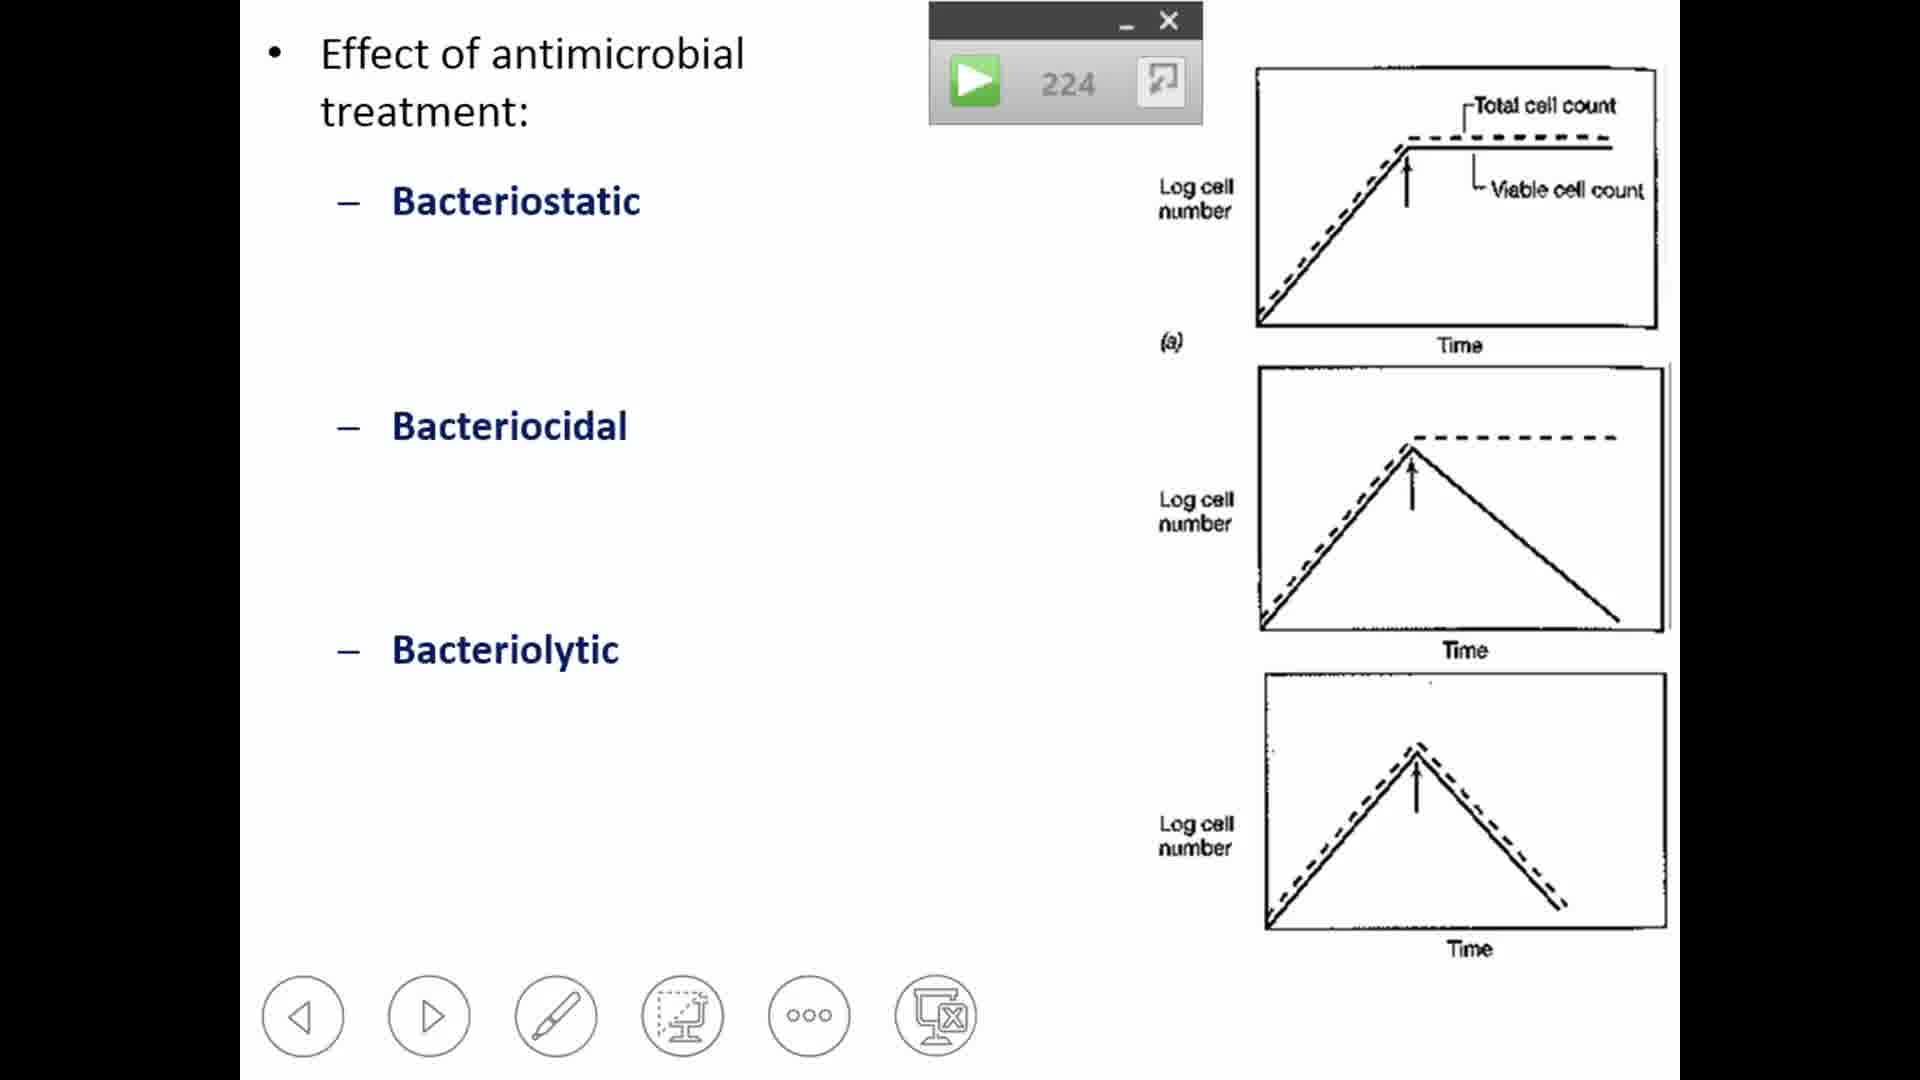 • Effect of antimicrobial
treatment:
– Bacteriostatic
– Bacteriocidal
– Bacteriolytic
224
Total cell count
Viable cell count
Log cell
number
(a)
Time
Log cell
number
Time
Log cell
number
Time